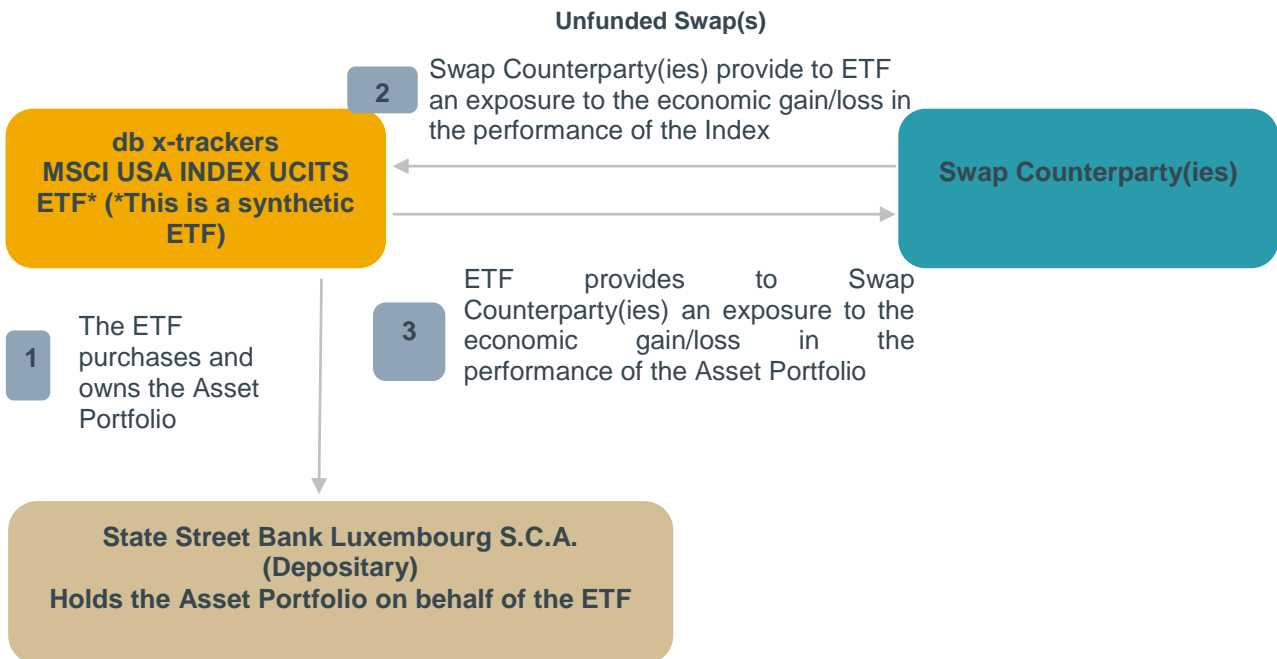 Unfunded Swap(s)
2
Swap Counterparty(ies) provide to ETF
an exposure to the economic gain/loss in
the performance of the Index
db x-trackers
MSCI USA INDEX UCITS
ETF* (*This is a synthetic
ETF)
Swap Counterparty(ies)
1
The ETF
purchases and
owns the Asset
Portfolio
3
ETF provides to Swap
Counterparty(ies) an exposure to the
economic gain/loss in the
performance of the Asset Portfolio
State Street Bank Luxembourg S.C.A.
(Depositary)
Holds the Asset Portfolio on behalf of the ETF